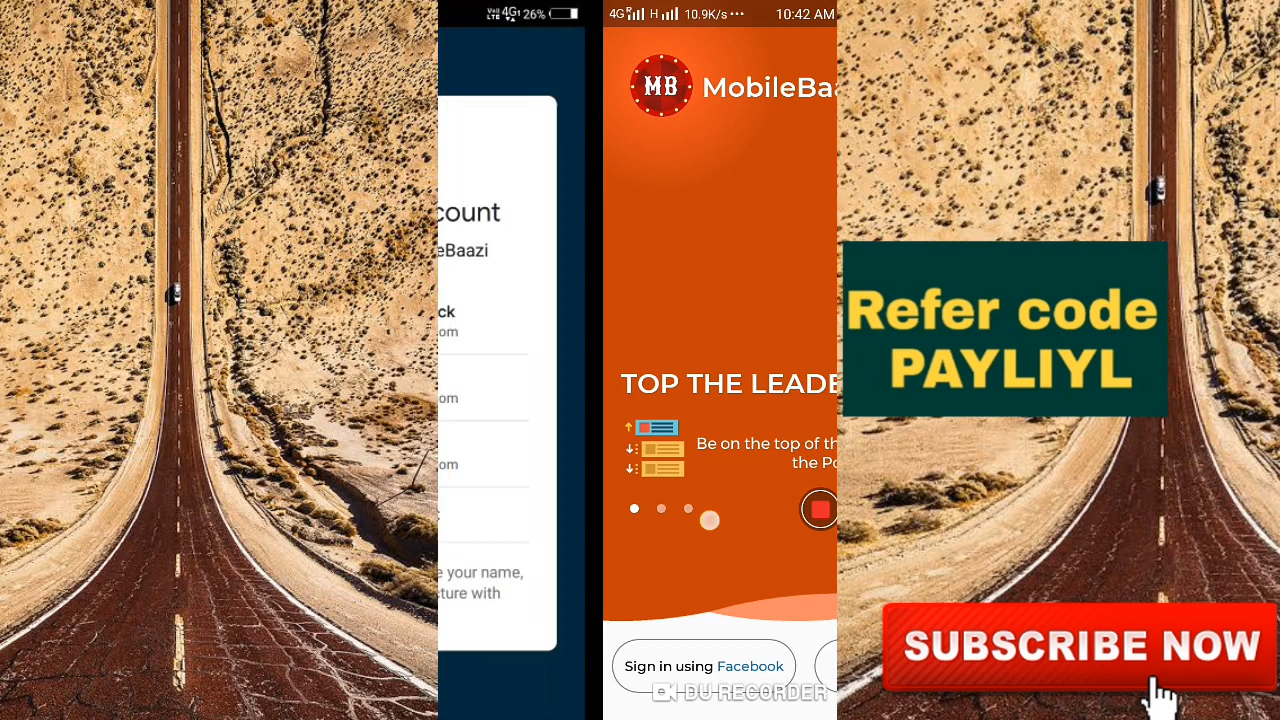 VoD LTE 4G 26%
count
eBaazi
ck
om
om
om
e your name,
cture with
4G R H 10.9K/s ••• 10:42 AM
MB MobileBaa
TOP THE LEADE
Be on the top of th
the Po
Sign in using Facebook
DU RECORDER
Refer code
PAYLIYL
SUBSCRIBE NOW